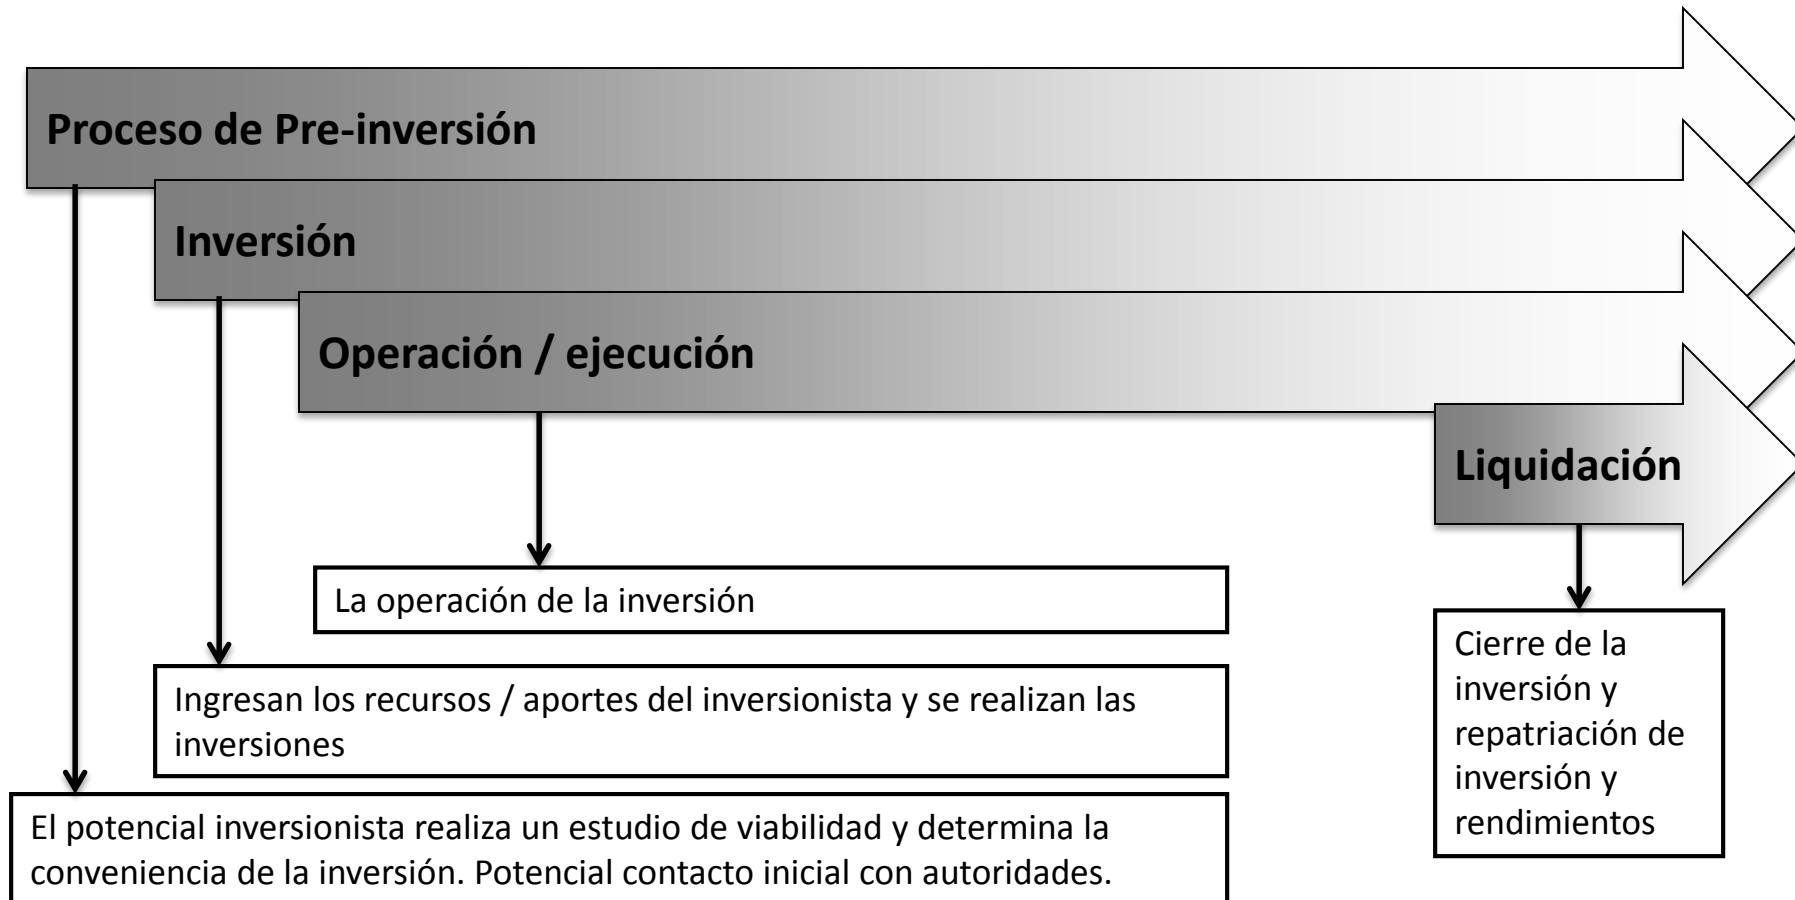 Proceso de Pre-inversión
Inversión
Operación / ejecución
Liquidación
La operación de la inversión
Ingresan los recursos / aportes del inversionista y se realizan las
inversiones
El potencial inversionista realiza un estudio de viabilidad y determina la
conveniencia de la inversión. Potencial contacto inicial con autoridades.
Cierre de la
inversión y
repatriación de
inversión y
rendimientos